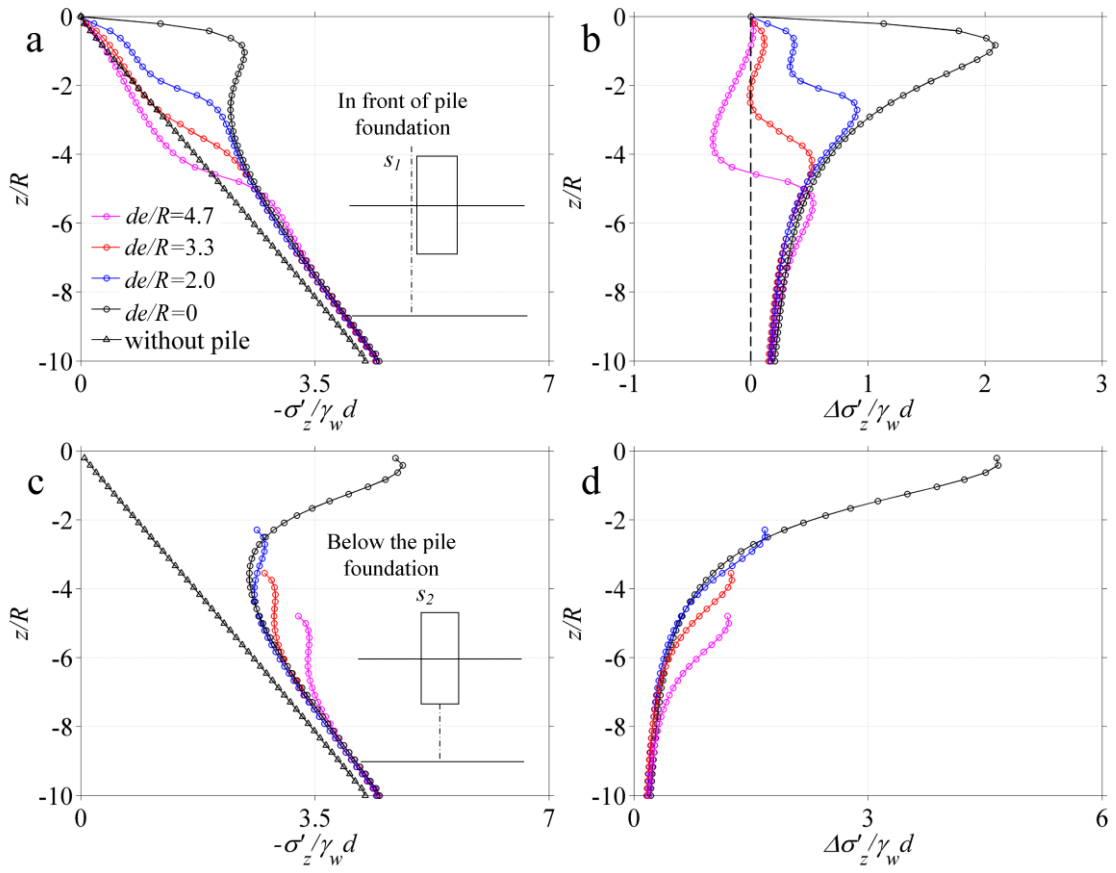 a
0
-2
-4
-6
-8
-10
z/R
In front of pile
foundation
s₁
de/R=4.7
de/R=3.3
de/R=2.0
de/R=0
without pile
0
3.5
7
-σ'z/γwd
b
0
-2
-4
-6
-8
-10
z/R
-1
0
1
2
3
Δσ'z/γwd
c
0
-2
-4
-6
-8
-10
z/R
Below the pile
foundation
s₂
0
3.5
7
-σ'z/γwd
d
0
-2
-4
-6
-8
-10
z/R
0
3
6
Δσ'z/γwd